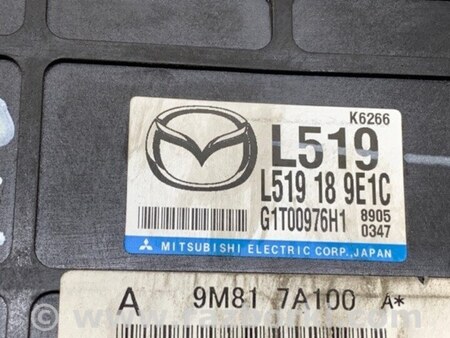 K6266
L519
L519 18 9E1C
G1T00976H1 8905
0347
MITSUBISHI ELECTRIC CORP., JAPAN
A 9M81 7A100 A*